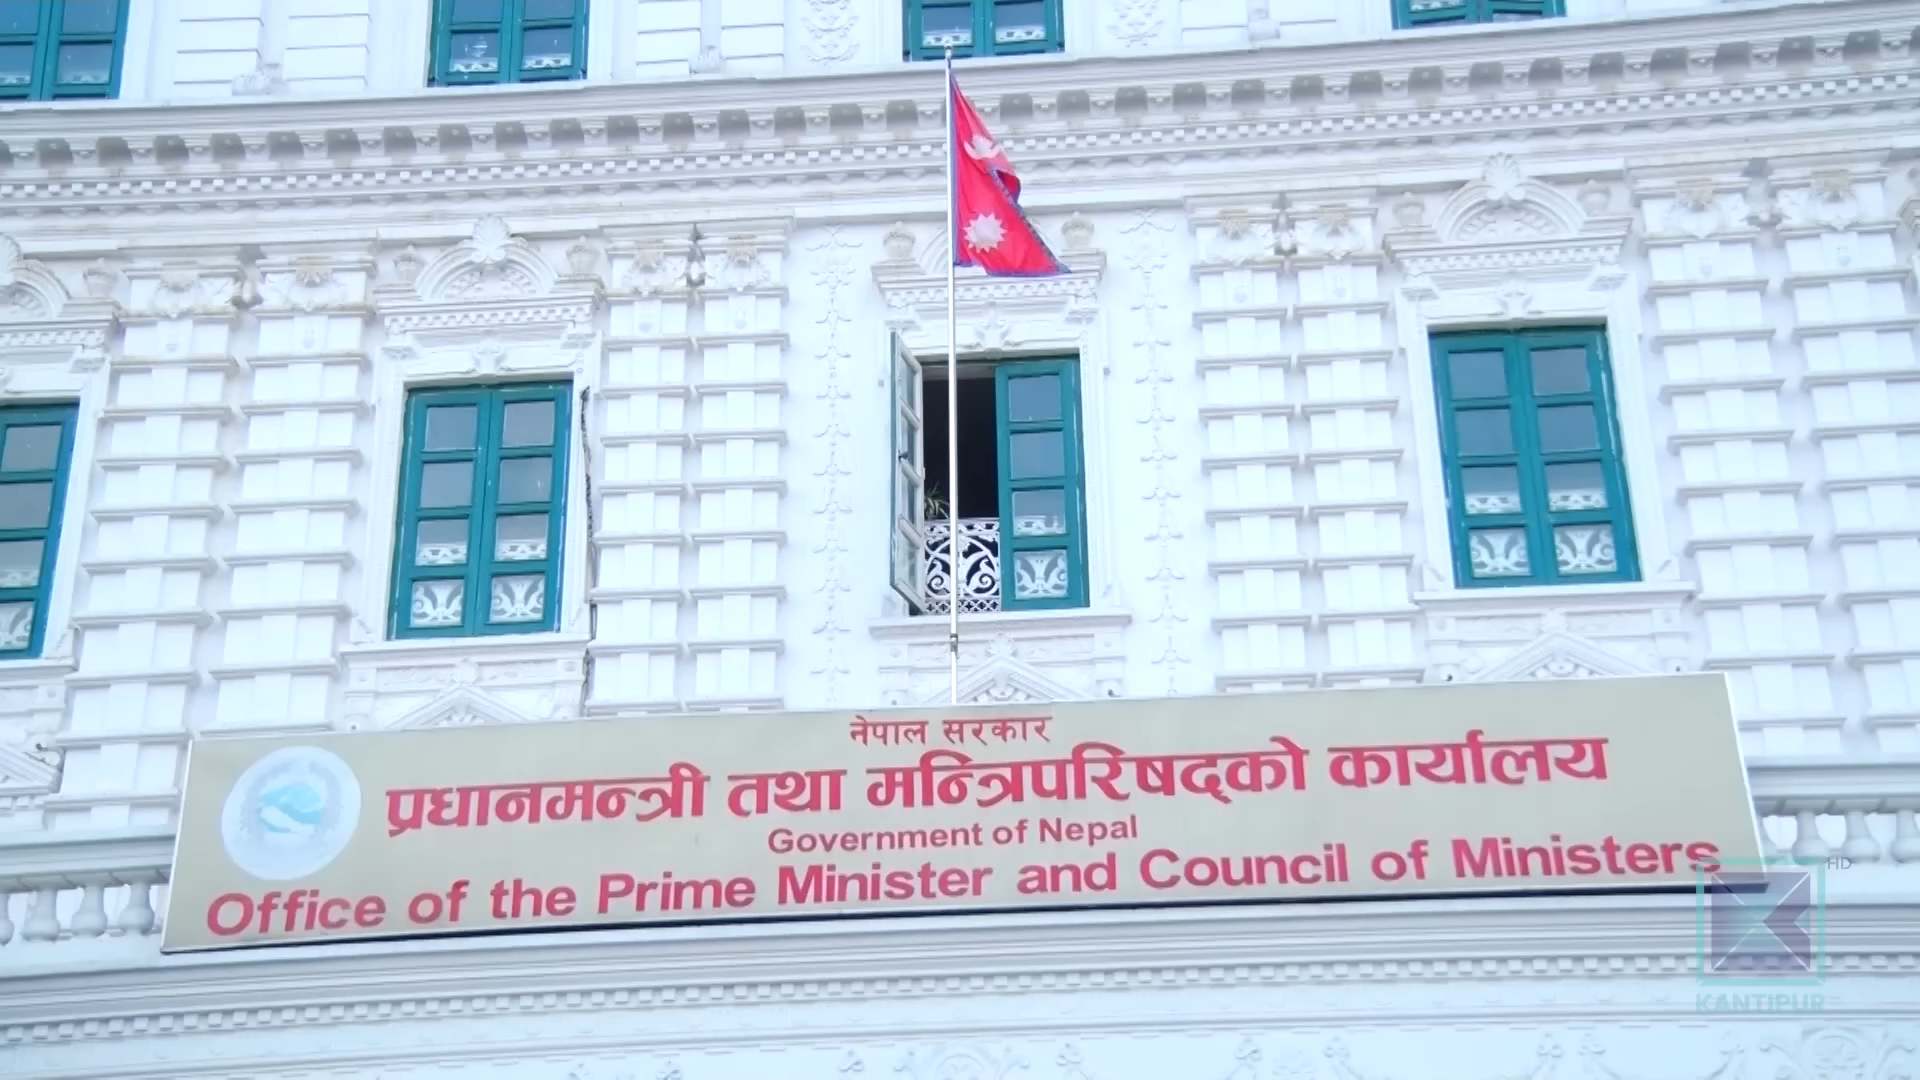 नेपाल सरकार
प्रधानमन्त्री तथा मन्त्रिपरिषद्को कार्यालय
Government of Nepal
Office of the Prime Minister and Council of Ministers
HD
KANTIPUR